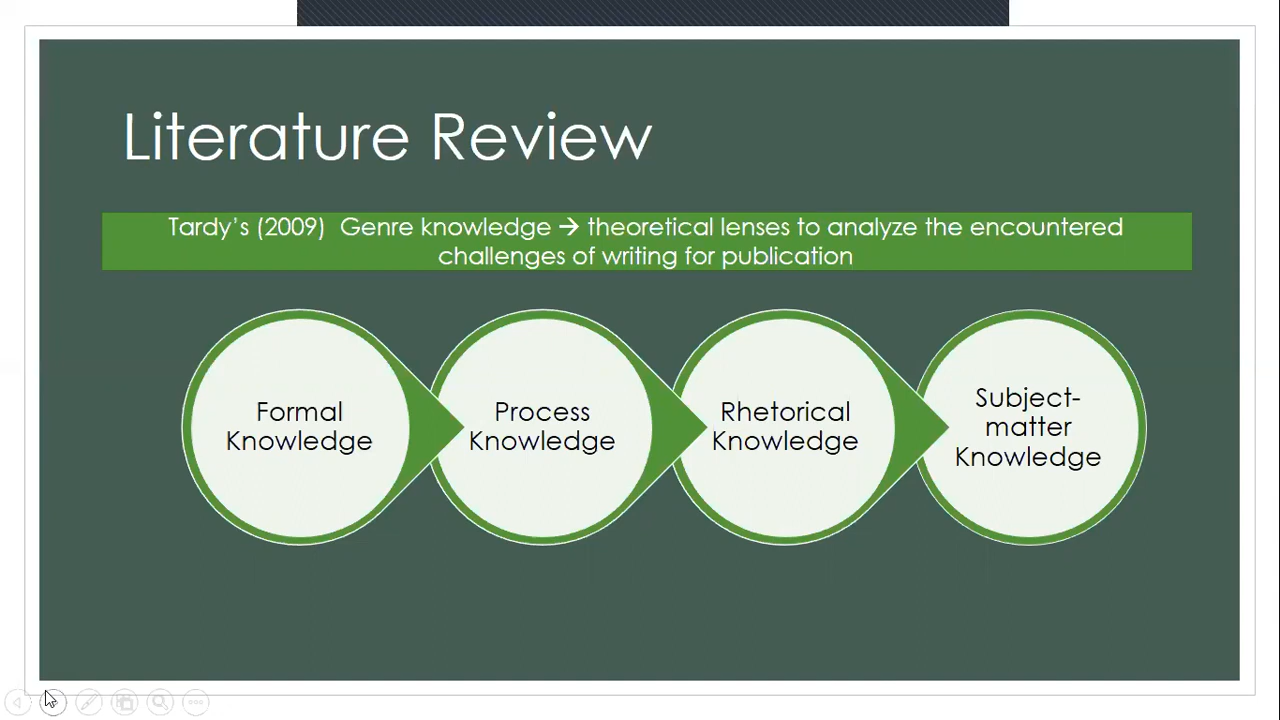 Literature Review
Tardy's (2009)  Genre knowledge → theoretical lenses to analyze the encountered
challenges of writing for publication
Formal
Knowledge
Process
Knowledge
Rhetorical
Knowledge
Subject-
matter
Knowledge